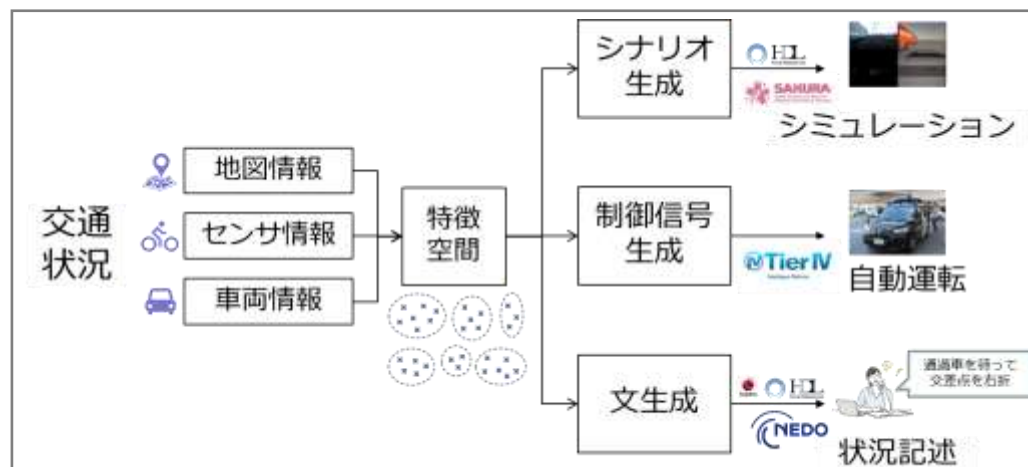 交通
状況
地図情報
センサ情報
車両情報
特徴
空間
シナリオ
生成
HDL
SAKURA
シミュレーション
制御信号
生成
TierⅣ
自動運転
文生成
HDL
NEDO
通過車を待って
交差点を右折
状況記述